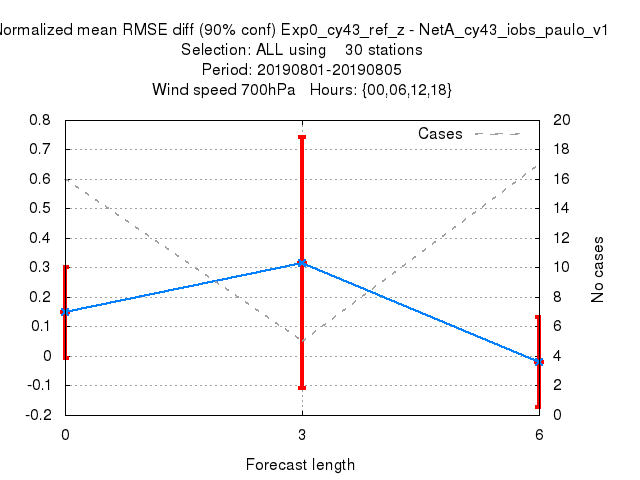 Normalized mean RMSE diff (90% conf) Exp0_cy43_ref_z - NetA_cy43_iobs_paulo_v1
Selection: ALL using 30 stations
Period: 20190801-20190805
Wind speed 700hPa Hours: {00,06,12,18}
Cases
0.8
0.7
0.6
0.5
0.4
0.3
0.2
0.1
0
-0.1
-0.2
20
18
16
14
12
10
8
6
4
2
0
No cases
0 3 6
Forecast length